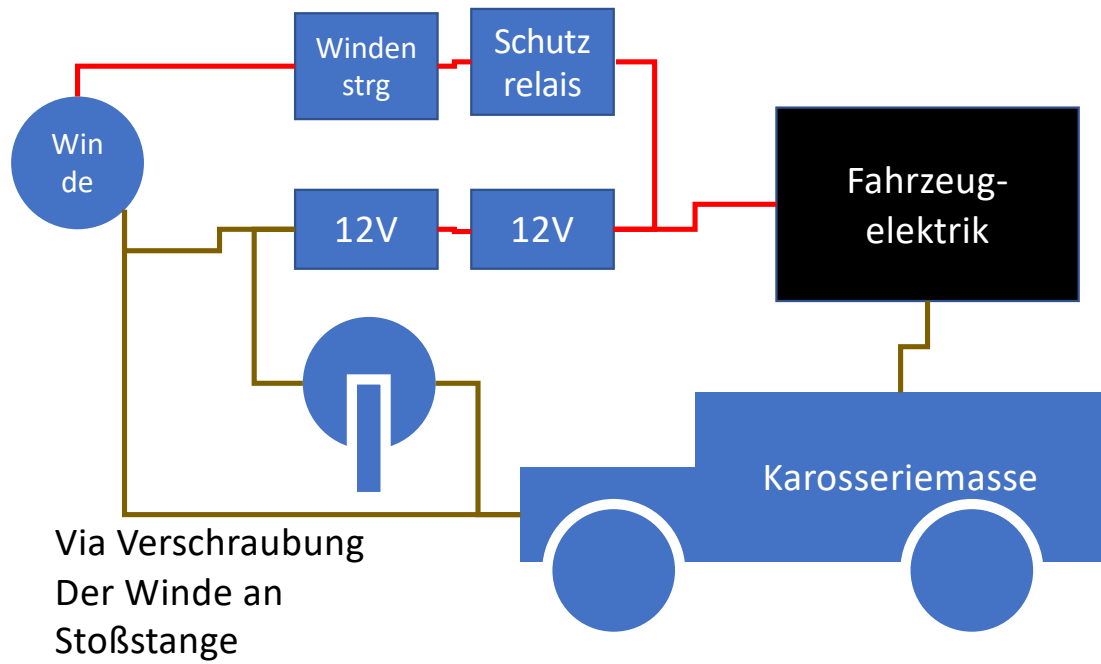 Winden
strg
Schutz
relais
Win
de
12V
12V
Fahrzeug-
elektrik
Karosseriemasse
Via Verschraubung
Der Winde an
Stoßstange